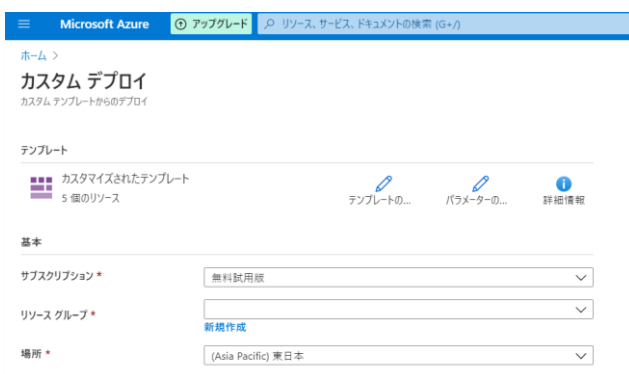 Microsoft Azure アップグレード リソース、サービス、ドキュメントの検索 (G+/)
ホーム >
カスタム デプロイ
カスタム テンプレートからのデプロイ
テンプレート
カスタマイズされたテンプレート
5 個のリソース
テンプレートの... パラメーターの... 詳細情報
基本
サブスクリプション * 無料試用版
リソース グループ *
新規作成
場所 * (Asia Pacific) 東日本